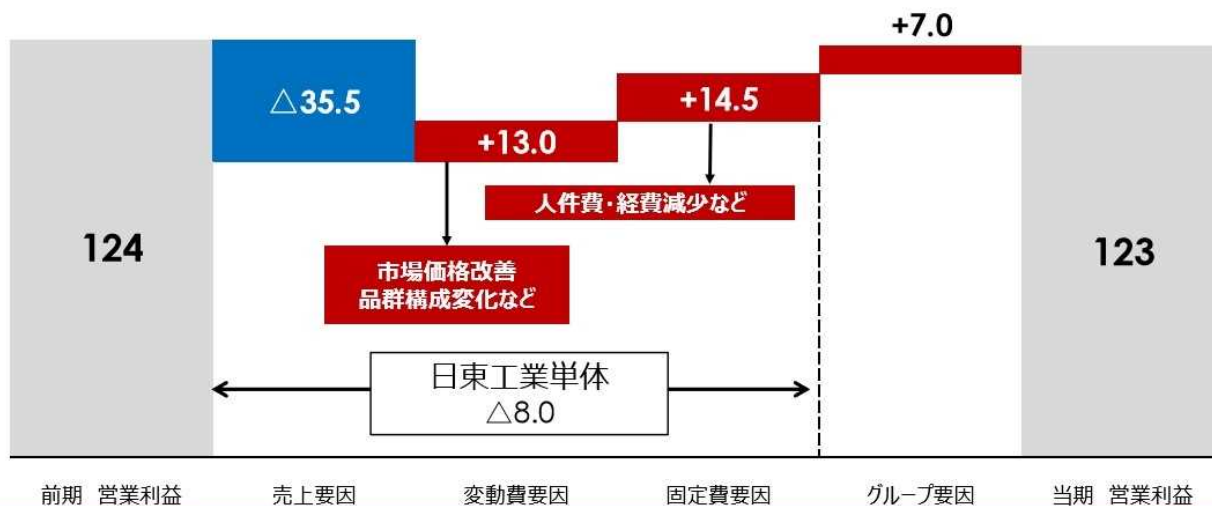 +7.0
△35.5
+14.5
+13.0
人件費・経費減少など
124
123
市場価格改善
品群構成変化など
日東工業単体
△8.0
前期 営業利益
売上要因
変動費要因
固定費要因
グループ要因
当期 営業利益